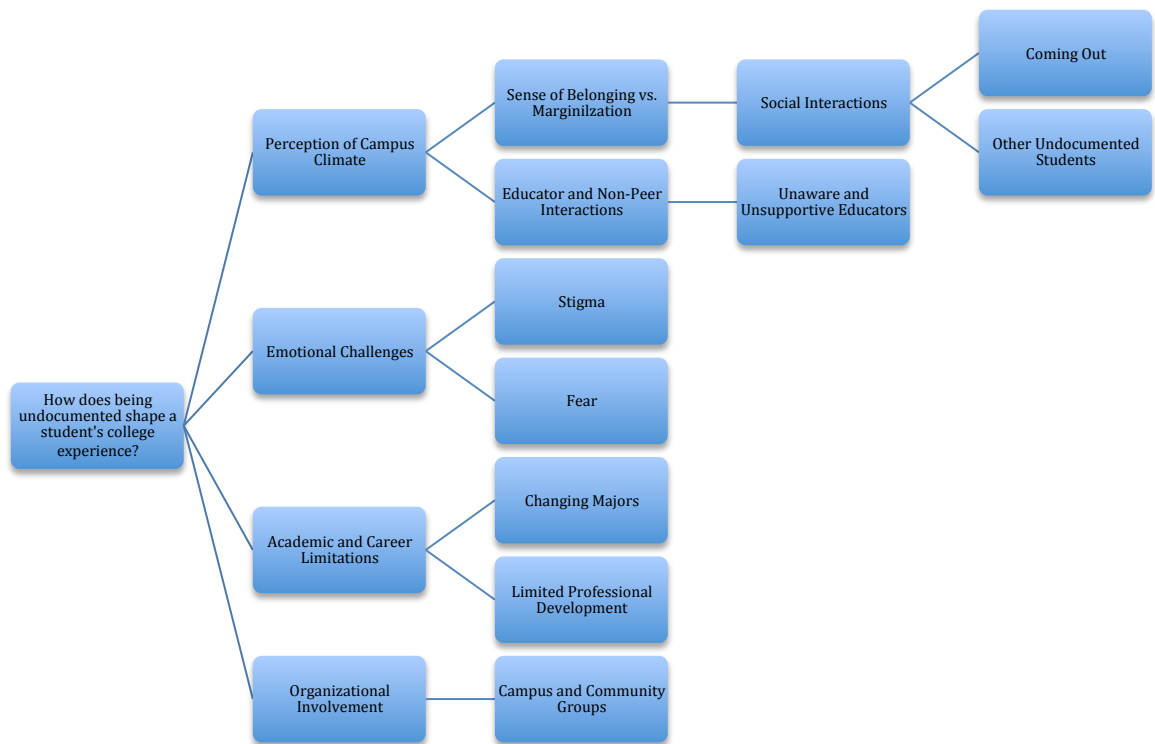 How does being
undocumented shape a
student's college
experience?
Perception of Campus
Climate
Sense of Belonging vs.
Marginilzation
Social Interactions
Coming Out
Other Undocumented
Students
Educator and Non-Peer
Interactions
Unaware and
Unsupportive Educators
Emotional Challenges
Stigma
Fear
Academic and Career
Limitations
Changing Majors
Limited Professional
Development
Organizational
Involvement
Campus and Community
Groups